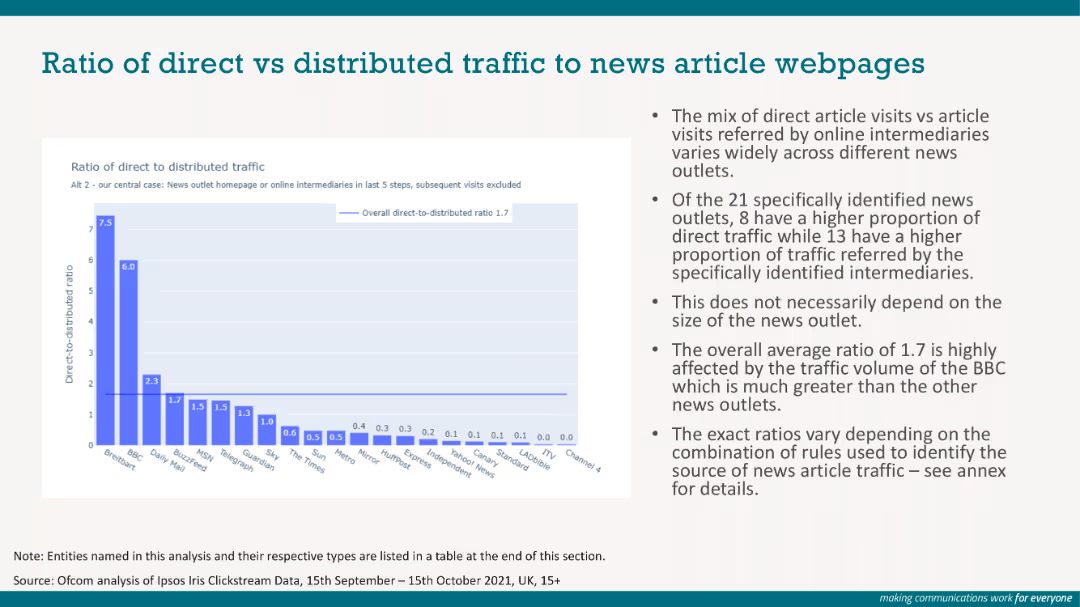 Ratio of direct vs distributed traffic to news article webpages
Ratio of direct to distributed traffic
Alt 2 - our central case: News outlet homepage or online intermediaries in last 5 steps, subsequent visits excluded
Overall direct-to-distributed ratio 1.7
Direct-to-distributed ratio
7
6
5
4
3
2
1
0
7.5
6.0
2.3
1.7
1.5
1.5
1.3
1.0
0.6
0.5
0.5
0.4
0.3
0.3
0.2
0.1
0.1
0.1
0.1
0.0
0.0
Breitbart
BBC
Daily Mail
BuzzFeed
MSN
Telegraph
Guardian
Sky
The Times
Sun
Metro
Mirror
HuffPost
Express
Independent
Yahoo! News
Canary
Standard
LADbible
ITV
Channel 4
• The mix of direct article visits vs article
visits referred by online intermediaries
varies widely across different news
outlets.
• Of the 21 specifically identified news
outlets, 8 have a higher proportion of
direct traffic while 13 have a higher
proportion of traffic referred by the
specifically identified intermediaries.
• This does not necessarily depend on the
size of the news outlet.
• The overall average ratio of 1.7 is highly
affected by the traffic volume of the BBC
which is much greater than the other
news outlets.
• The exact ratios vary depending on the
combination of rules used to identify the
source of news article traffic – see annex
for details.
Note: Entities named in this analysis and their respective types are listed in a table at the end of this section.
Source: Ofcom analysis of Ipsos Iris Clickstream Data, 15th September – 15th October 2021, UK, 15+
making communications work for everyone